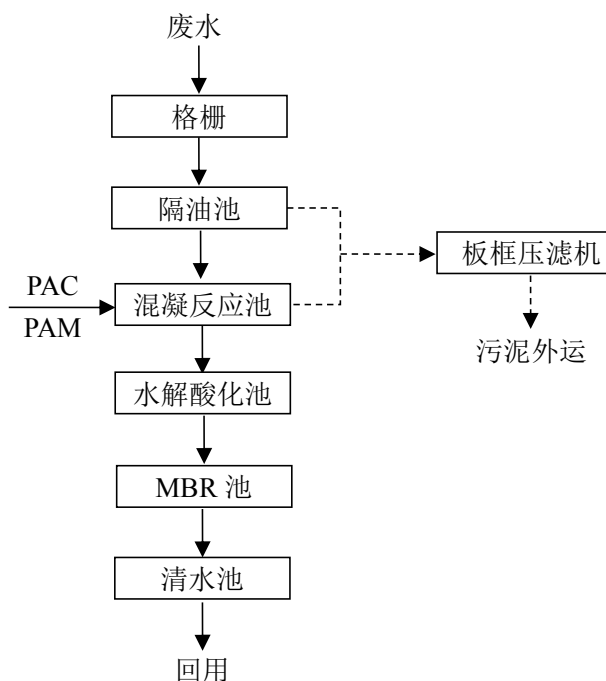 废水
格栅
隔油池
板框压滤机
PAC
混凝反应池
PAM
污泥外运
水解酸化池
MBR 池
清水池
回用